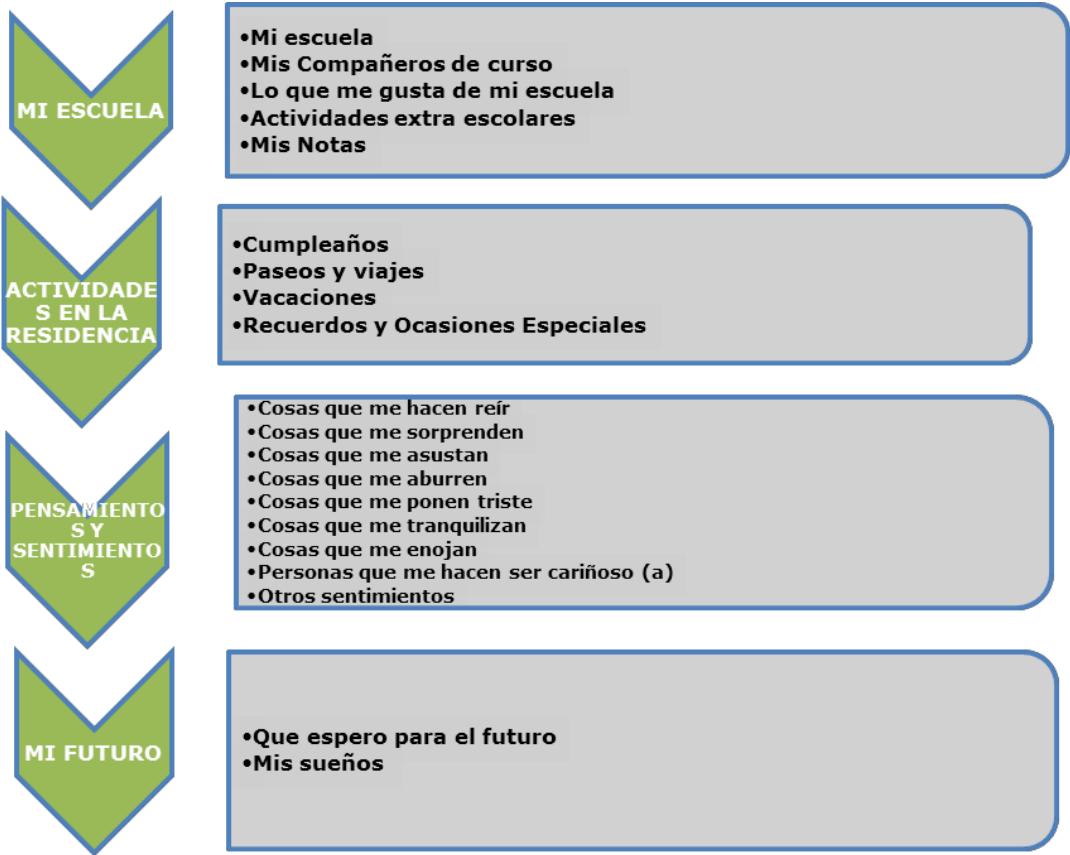 MI ESCUELA
•Mi escuela
•Mis Compañeros de curso
•Lo que me gusta de mi escuela
•Actividades extra escolares
•Mis Notas
ACTIVIDADE
S EN LA
RESIDENCIA
•Cumpleaños
•Paseos y viajes
•Vacaciones
•Recuerdos y Ocasiones Especiales
PENSAMIENTO
S Y
SENTIMIENTO
S
•Cosas que me hacen reír
•Cosas que me sorprenden
•Cosas que me asustan
•Cosas que me aburren
•Cosas que me ponen triste
•Cosas que me tranquilizan
•Cosas que me enojan
•Personas que me hacen ser cariñoso (a)
•Otros sentimientos
MI FUTURO
•Que espero para el futuro
•Mis sueños